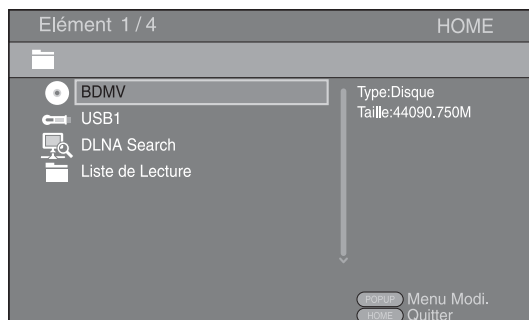 Elément 1/4 HOME
BDMV
USB1
DLNA Search
Liste de Lecture
Type:Disque
Taille:44090.750M
POPUP Menu Modi.
HOME Quitter